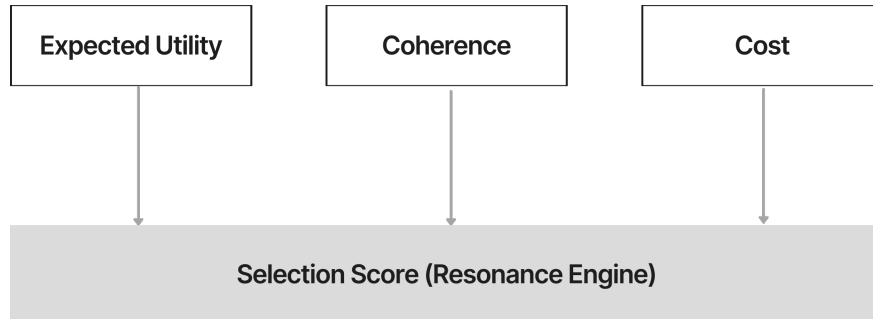 Expected Utility
Coherence
Cost
Selection Score (Resonance Engine)